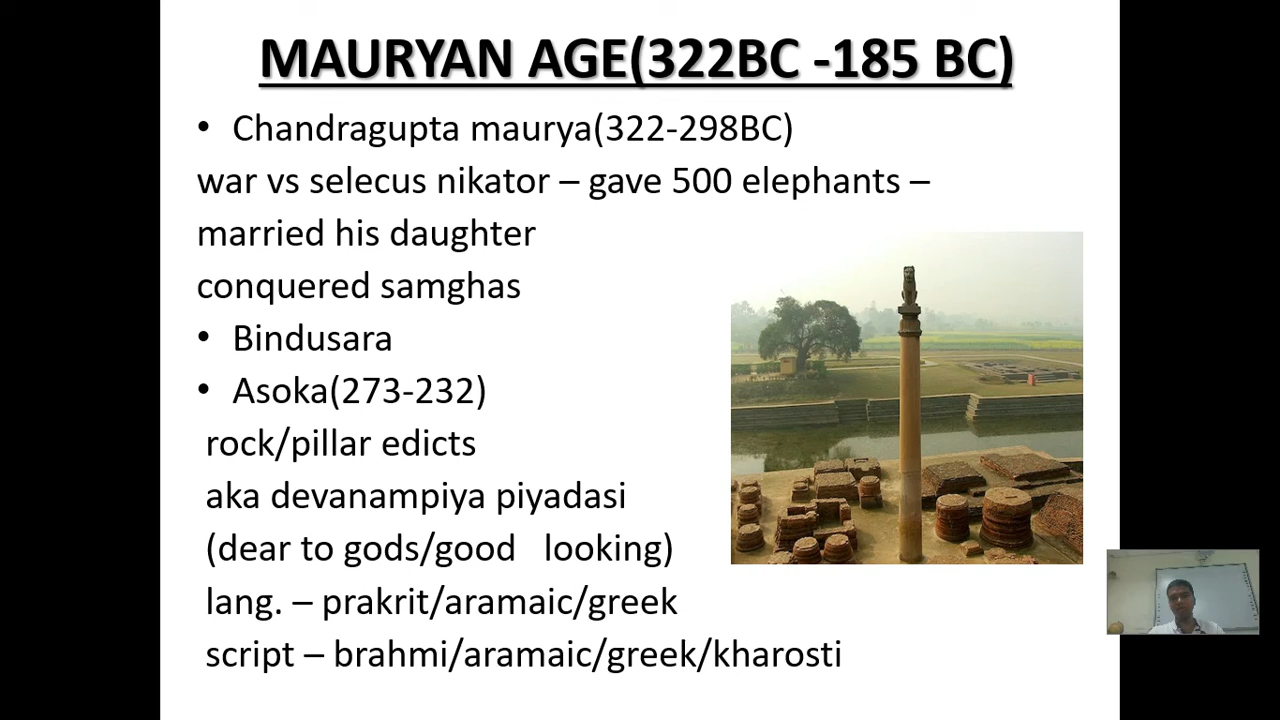 MAURYAN AGE(322BC -185 BC)
• Chandragupta maurya(322-298BC)
war vs selecus nikator – gave 500 elephants –
married his daughter
conquered samghas
• Bindusara
• Asoka(273-232)
rock/pillar edicts
aka devanampiya piyadasi
(dear to gods/good looking)
lang. – prakrit/aramaic/greek
script – brahmi/aramaic/greek/kharosti